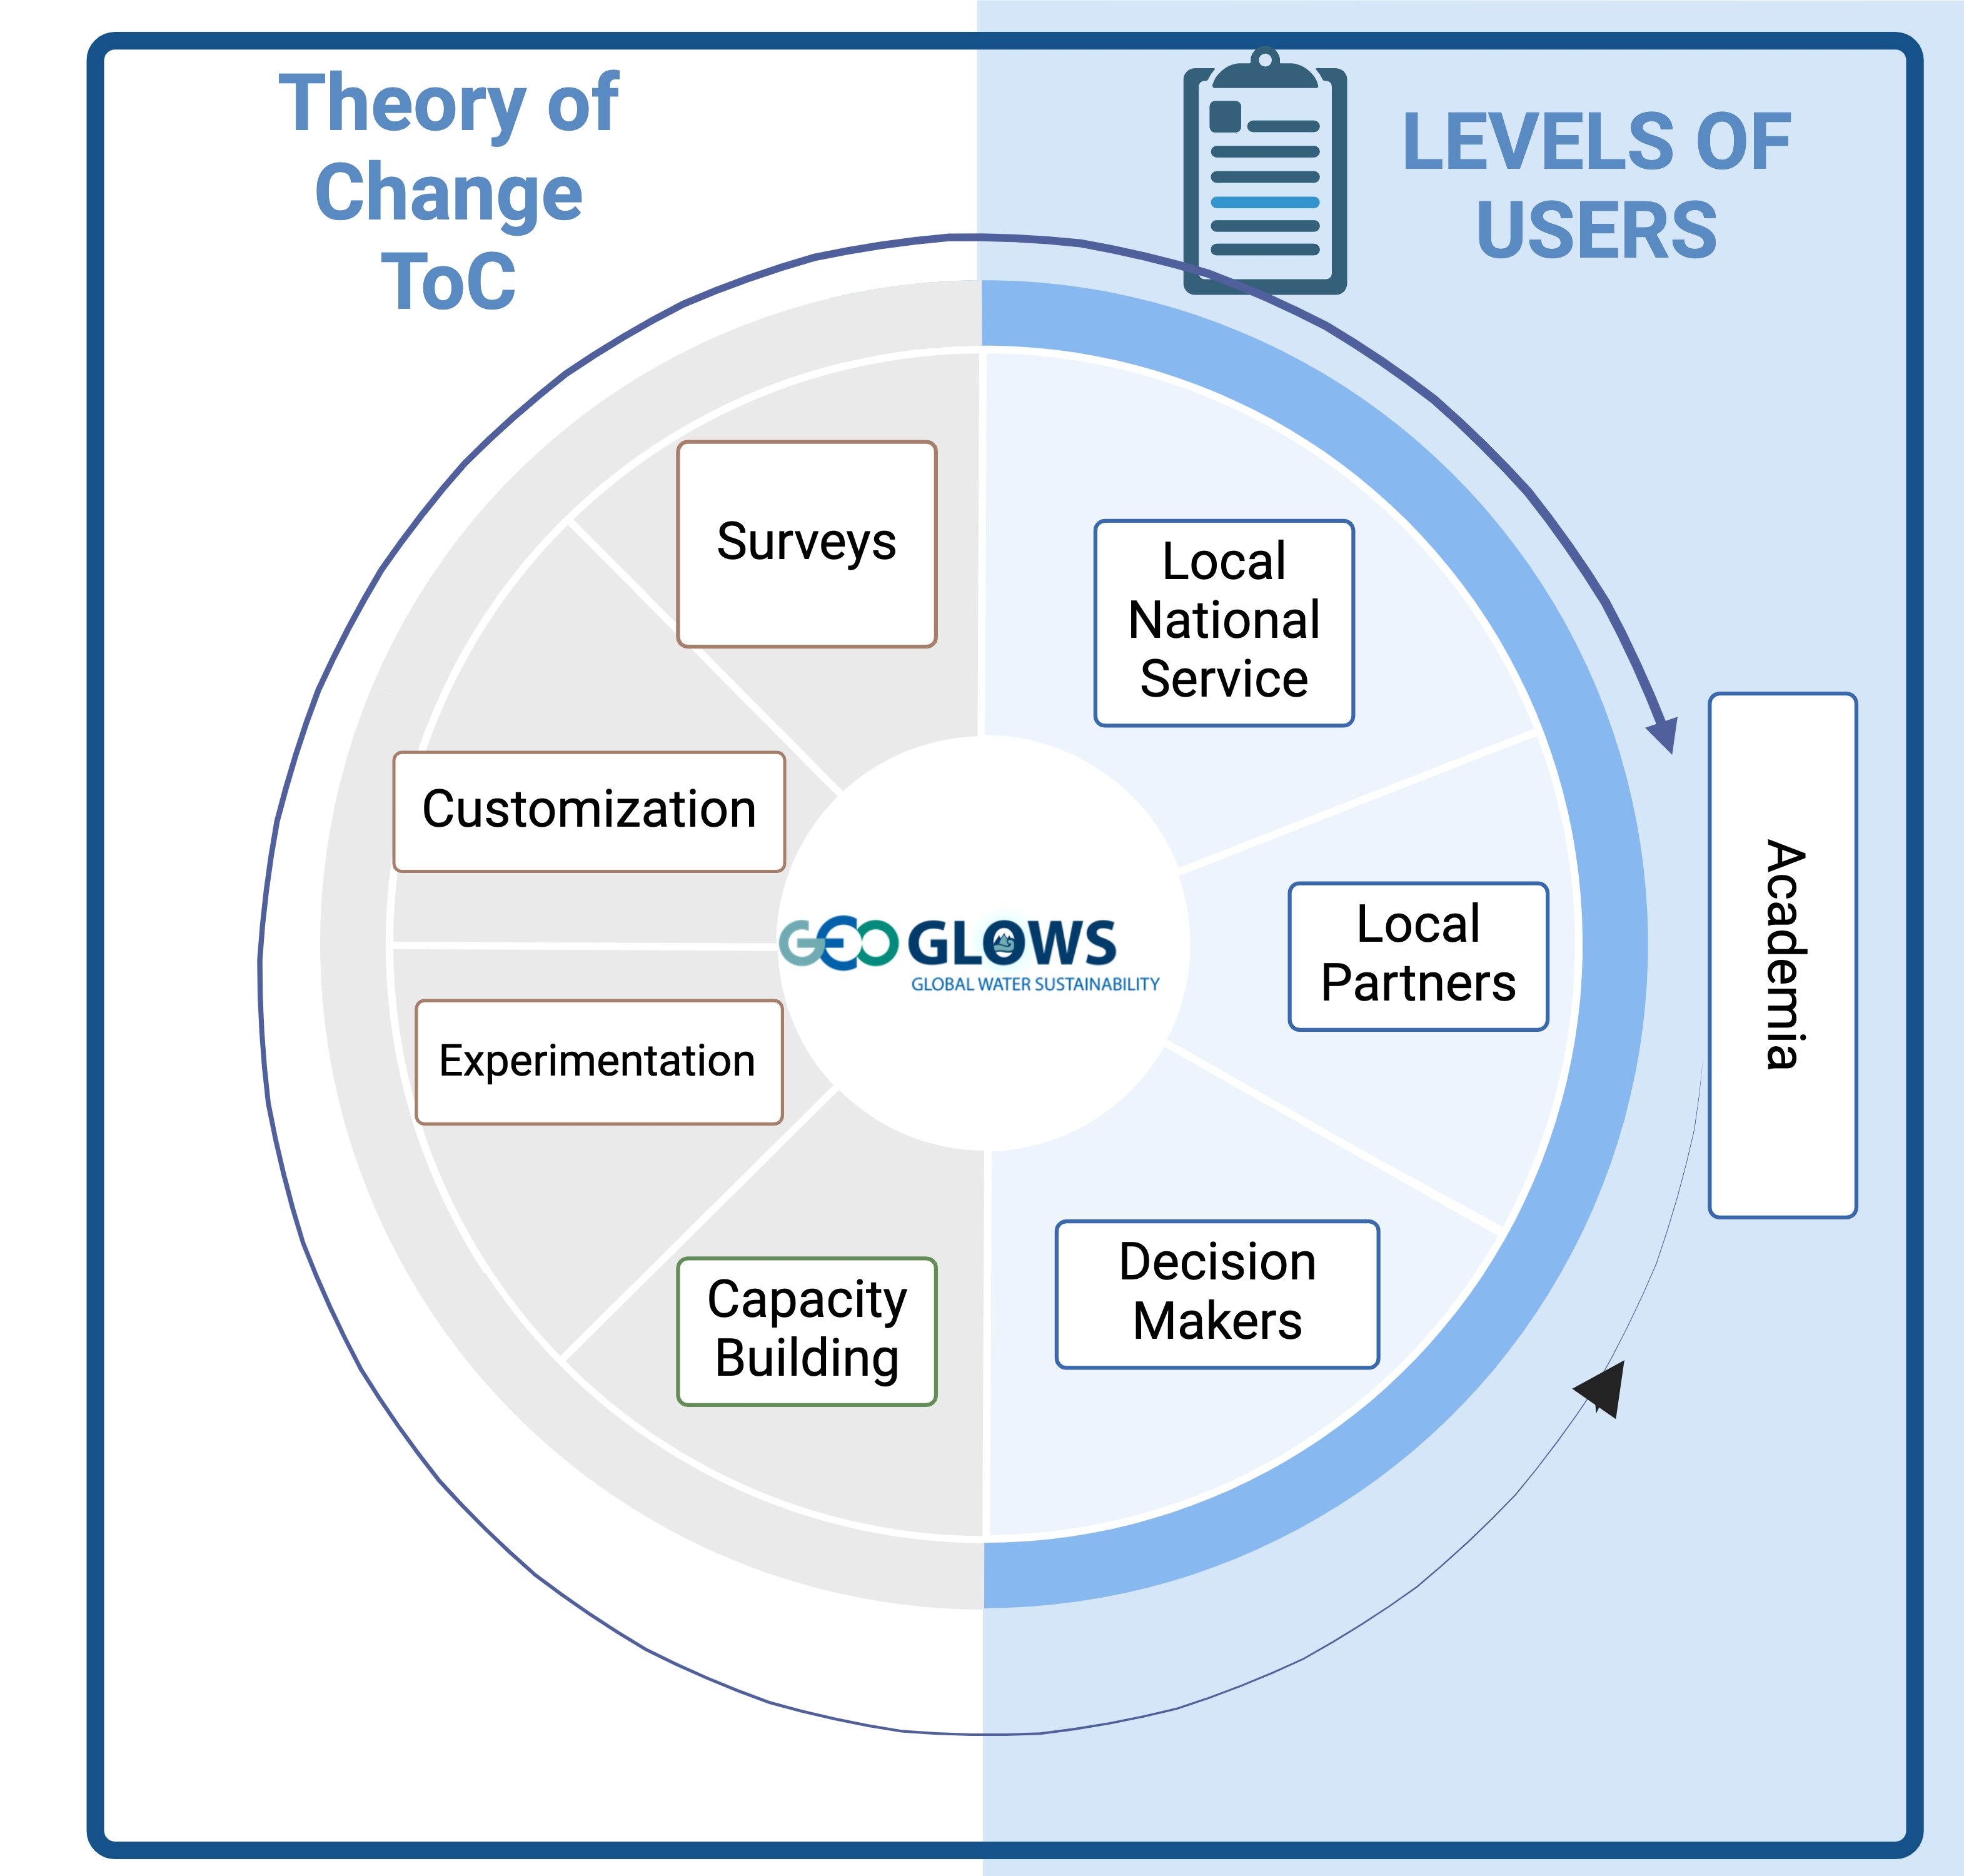 Theory of
Change
ToC
LEVELS OF
USERS
Surveys
Customization
Experimentation
Capacity
Building
GEO GLOWS
GLOBAL WATER SUSTAINABILITY
Local
National
Service
Local
Partners
Decision
Makers
Academia